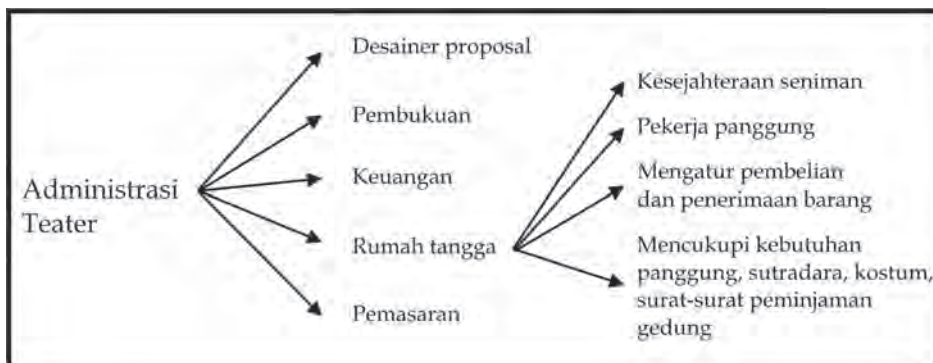 Administrasi
Teater
Desainer proposal
Pembukuan
Keuangan
Rumah tangga
Pemasaran
Kesejahteraan seniman
Pekerja panggung
Mengatur pembelian
dan penerimaan barang
Mencukupi kebutuhan
panggung, sutradara, kostum,
surat-surat peminjaman
gedung